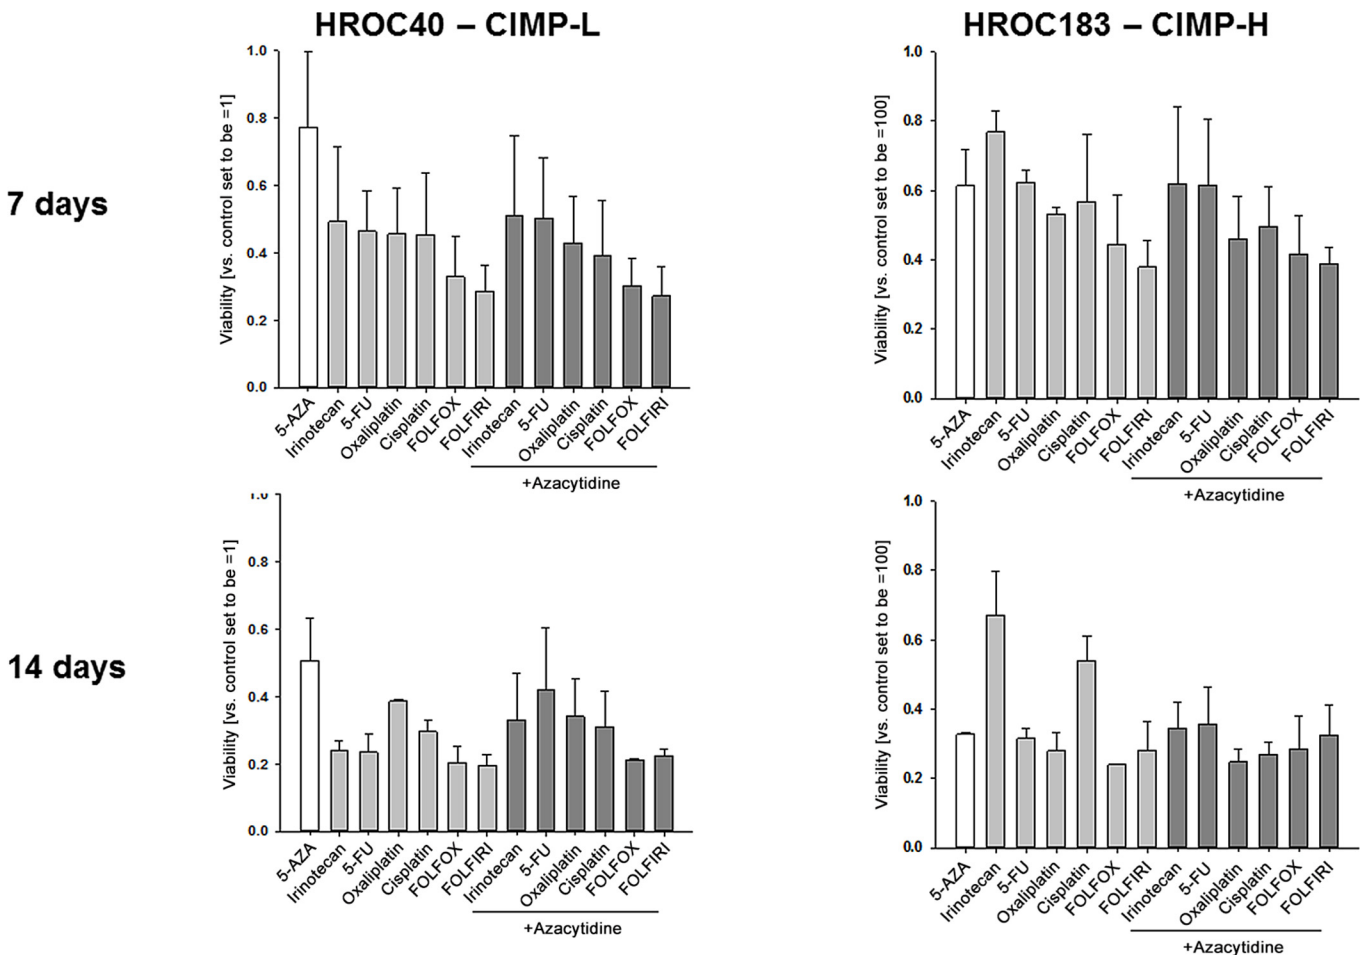 HROC40 – CIMP-L
HROC183 – CIMP-H
7 days
Viability [vs. control set to be =1]
1.0
0.8
0.6
0.4
0.2
0.0
5-AZA
Irinotecan
5-FU
Oxaliplatin
Cisplatin
FOLFOX
FOLFIRI
Irinotecan
5-FU
Oxaliplatin
Cisplatin
FOLFOX
FOLFIRI
+Azacytidine
Viability [vs. control set to be =100]
1.0
0.8
0.6
0.4
0.2
0.0
5-AZA
Irinotecan
5-FU
Oxaliplatin
Cisplatin
FOLFOX
FOLFIRI
Irinotecan
5-FU
Oxaliplatin
Cisplatin
FOLFOX
FOLFIRI
+Azacytidine
14 days
Viability [vs. control set to be =1]
1.0
0.8
0.6
0.4
0.2
0.0
5-AZA
Irinotecan
5-FU
Oxaliplatin
Cisplatin
FOLFOX
FOLFIRI
Irinotecan
5-FU
Oxaliplatin
Cisplatin
FOLFOX
FOLFIRI
+Azacytidine
Viability [vs. control set to be =100]
1.0
0.8
0.6
0.4
0.2
0.0
5-AZA
Irinotecan
5-FU
Oxaliplatin
Cisplatin
FOLFOX
FOLFIRI
Irinotecan
5-FU
Oxaliplatin
Cisplatin
FOLFOX
FOLFIRI
+Azacytidine